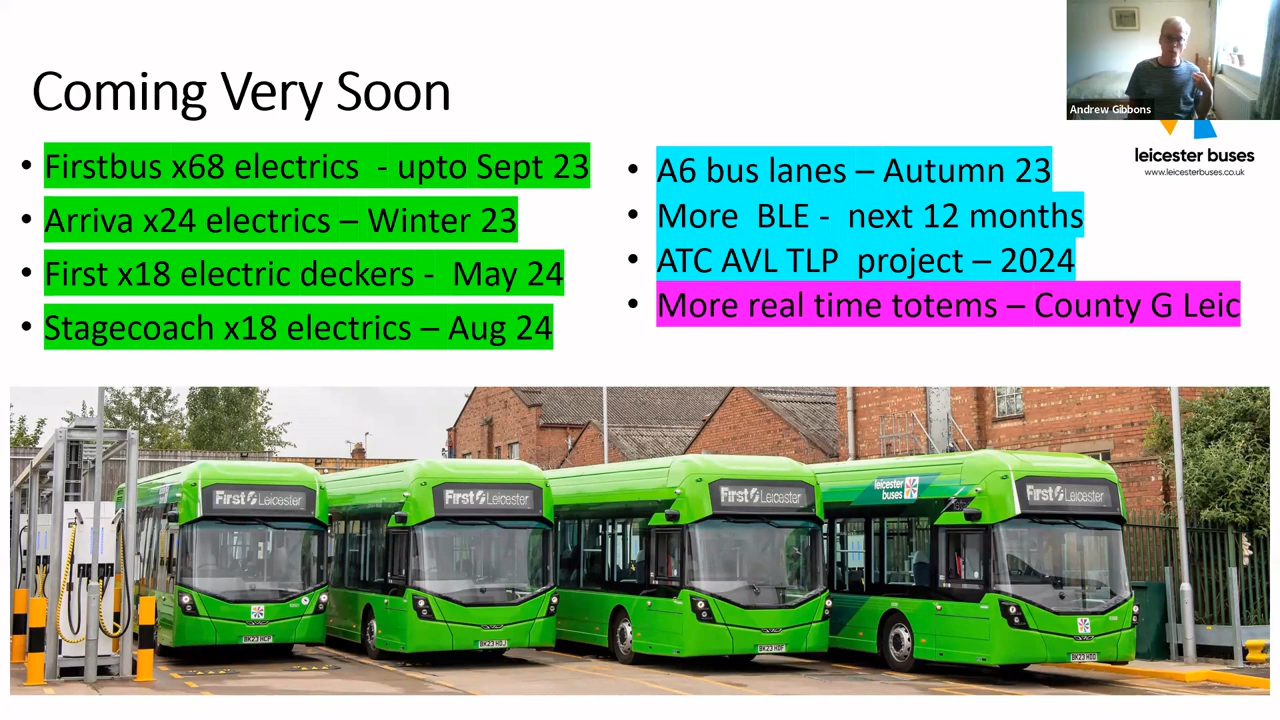 Coming Very Soon
• Firstbus x68 electrics - upto Sept 23
• Arriva x24 electrics – Winter 23
• First x18 electric deckers - May 24
• Stagecoach x18 electrics – Aug 24
• A6 bus lanes – Autumn 23
• More BLE - next 12 months
• ATC AVL TLP project – 2024
• More real time totems – County G Leic
Andrew Gibbons
leicester buses
www.leicesterbuses.co.uk
First Leicester
First Leicester
First Leicester
leicester
buses
First Leicester
BK23 HCP